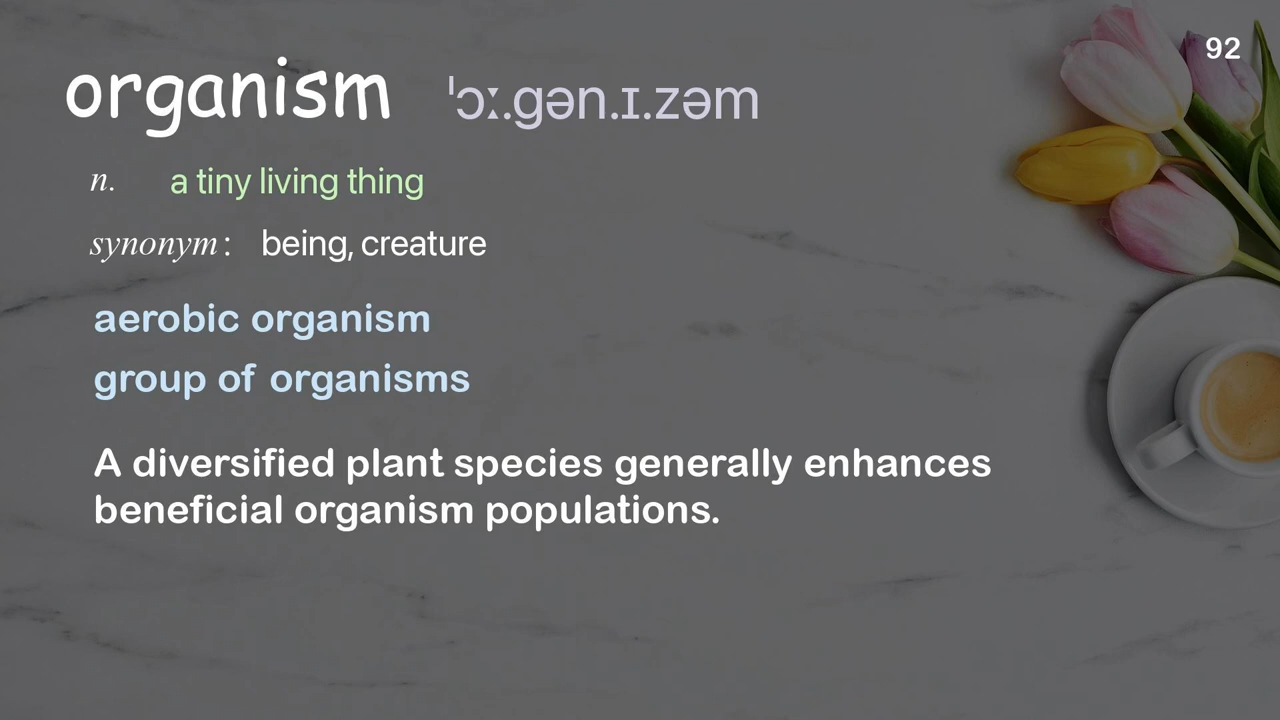 92
organism ˈɔː.gən.ɪ.zəm
n. a tiny living thing
synonym: being, creature
aerobic organism
group of organisms
A diversified plant species generally enhances
beneficial organism populations.